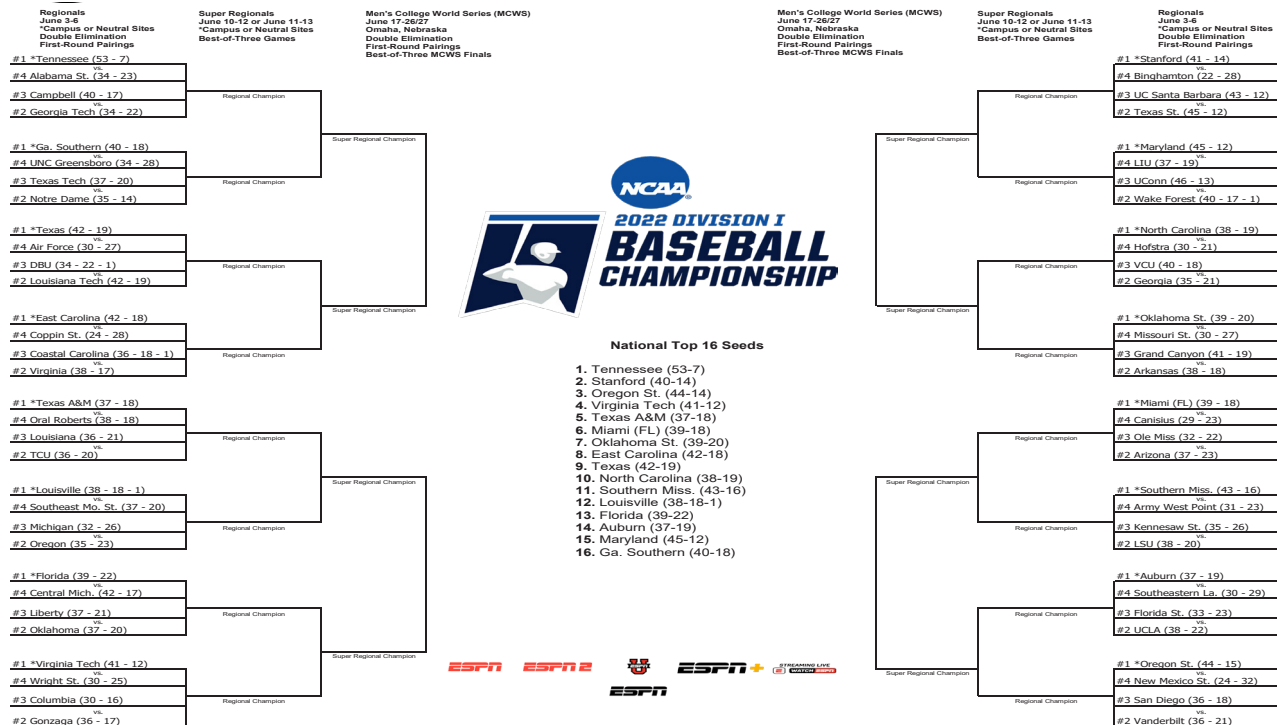 Regionals
June 3-6
*Campus or Neutral Sites
Double Elimination
First-Round Pairings
Super Regionals
June 10-12 or June 11-13
*Campus or Neutral Sites
Best-of-Three Games
Men's College World Series (MCWS)
June 17-26/27
Omaha, Nebraska
Double Elimination
First-Round Pairings
Best-of-Three MCWS Finals
Men's College World Series (MCWS)
June 17-26/27
Omaha, Nebraska
Double Elimination
First-Round Pairings
Best-of-Three MCWS Finals
Super Regionals
June 10-12 or June 11-13
*Campus or Neutral Sites
Best-of-Three Games
Regionals
June 3-6
*Campus or Neutral Sites
Double Elimination
First-Round Pairings
#1 *Tennessee (53 - 7)
vs.
#4 Alabama St. (34 - 23)
#3 Campbell (40 - 17)
vs.
#2 Georgia Tech (34 - 22)
Regional Champion
Super Regional Champion
#1 *Ga. Southern (40 - 18)
vs.
#4 UNC Greensboro (34 - 28)
#3 Texas Tech (37 - 20)
vs.
#2 Notre Dame (35 - 14)
Regional Champion
#1 *Texas (42 - 19)
vs.
#4 Air Force (30 - 27)
#3 DBU (34 - 22 - 1)
vs.
#2 Louisiana Tech (42 - 19)
Regional Champion
Super Regional Champion
#1 *East Carolina (42 - 18)
vs.
#4 Coppin St. (24 - 28)
#3 Coastal Carolina (36 - 18 - 1)
vs.
#2 Virginia (38 - 17)
Regional Champion
#1 *Texas A&M (37 - 18)
vs.
#4 Oral Roberts (38 - 18)
#3 Louisiana (36 - 21)
vs.
#2 TCU (36 - 20)
Regional Champion
Super Regional Champion
#1 *Louisville (38 - 18 - 1)
vs.
#4 Southeast Mo. St. (37 - 20)
#3 Michigan (32 - 26)
vs.
#2 Oregon (35 - 23)
Regional Champion
#1 *Florida (39 - 22)
vs.
#4 Central Mich. (42 - 17)
#3 Liberty (37 - 21)
vs.
#2 Oklahoma (37 - 20)
Regional Champion
Super Regional Champion
#1 *Virginia Tech (41 - 12)
vs.
#4 Wright St. (30 - 25)
#3 Columbia (30 - 16)
vs.
#2 Gonzaga (36 - 17)
Regional Champion
NCAA
2022 DIVISION I
BASEBALL
CHAMPIONSHIP
National Top 16 Seeds
1. Tennessee (53-7)
2. Stanford (40-14)
3. Oregon St. (44-14)
4. Virginia Tech (41-12)
5. Texas A&M (37-18)
6. Miami (FL) (39-18)
7. Oklahoma St. (39-20)
8. East Carolina (42-18)
9. Texas (42-19)
10. North Carolina (38-19)
11. Southern Miss. (43-16)
12. Louisville (38-18-1)
13. Florida (39-22)
14. Auburn (37-19)
15. Maryland (45-12)
16. Ga. Southern (40-18)
ESPN
ESPN 2
ESPN U
ESPN+
STREAMING LIVE
WATCH ESPN
ESPN
#1 *Stanford (41 - 14)
vs.
#4 Binghamton (22 - 28)
#3 UC Santa Barbara (43 - 12)
vs.
#2 Texas St. (45 - 12)
Regional Champion
Super Regional Champion
#1 *Maryland (45 - 12)
vs.
#4 LIU (37 - 19)
#3 UConn (46 - 13)
vs.
#2 Wake Forest (40 - 17 - 1)
Regional Champion
#1 *North Carolina (38 - 19)
vs.
#4 Hofstra (30 - 21)
#3 VCU (40 - 18)
vs.
#2 Georgia (35 - 21)
Regional Champion
Super Regional Champion
#1 *Oklahoma St. (39 - 20)
vs.
#4 Missouri St. (30 - 27)
#3 Grand Canyon (41 - 19)
vs.
#2 Arkansas (38 - 18)
Regional Champion
#1 *Miami (FL) (39 - 18)
vs.
#4 Canisius (29 - 23)
#3 Ole Miss (32 - 22)
vs.
#2 Arizona (37 - 23)
Regional Champion
Super Regional Champion
#1 *Southern Miss. (43 - 16)
vs.
#4 Army West Point (31 - 23)
#3 Kennesaw St. (35 - 26)
vs.
#2 LSU (38 - 20)
Regional Champion
#1 *Auburn (37 - 19)
vs.
#4 Southeastern La. (30 - 29)
#3 Florida St. (33 - 23)
vs.
#2 UCLA (38 - 22)
Regional Champion
Super Regional Champion
#1 *Oregon St. (44 - 15)
vs.
#4 New Mexico St. (24 - 32)
#3 San Diego (36 - 18)
vs.
#2 Vanderbilt (36 - 21)
Regional Champion